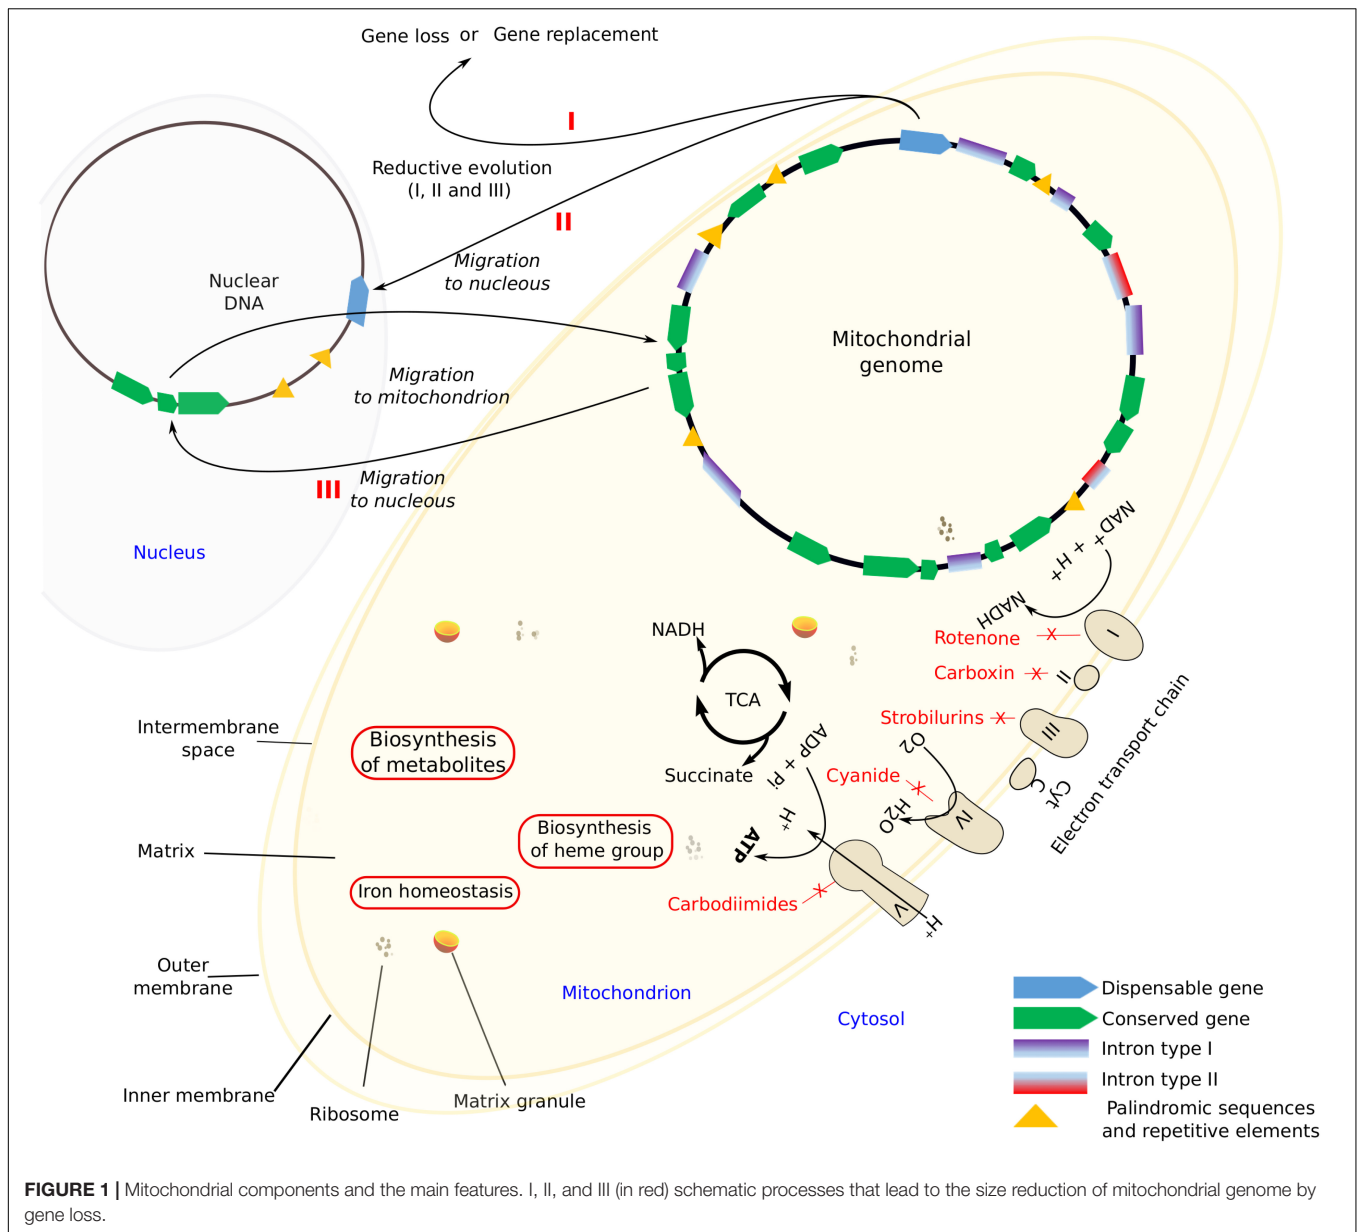 Gene loss or Gene replacement
I
Reductive evolution
(I, II and III)
II
Migration
to nucleous
Nuclear
DNA
Mitochondrial
genome
Migration
to mitochondrion
III
Migration
to nucleous
Nucleus
NAD⁺
+ H⁺
NADH
Rotenone
X
I
Carboxin
X
II
Strobilurins
X
III
Cyt
C
Electron transport chain
NADH
TCA
Succinate
ADP + Pi
ATP
H⁺
O2
H2O
Cyanide
X
IV
Carbodiimides
X
V
H⁺
Intermembrane
space
Biosynthesis
of metabolites
Biosynthesis
of heme group
Matrix
Iron homeostasis
Outer
membrane
Mitochondrion
Cytosol
Inner membrane
Ribosome
Matrix granule
Dispensable gene
Conserved gene
Intron type I
Intron type II
Palindromic sequences
and repetitive elements
FIGURE 1 | Mitochondrial components and the main features. I, II, and III (in red) schematic processes that lead to the size reduction of mitochondrial genome by
gene loss.